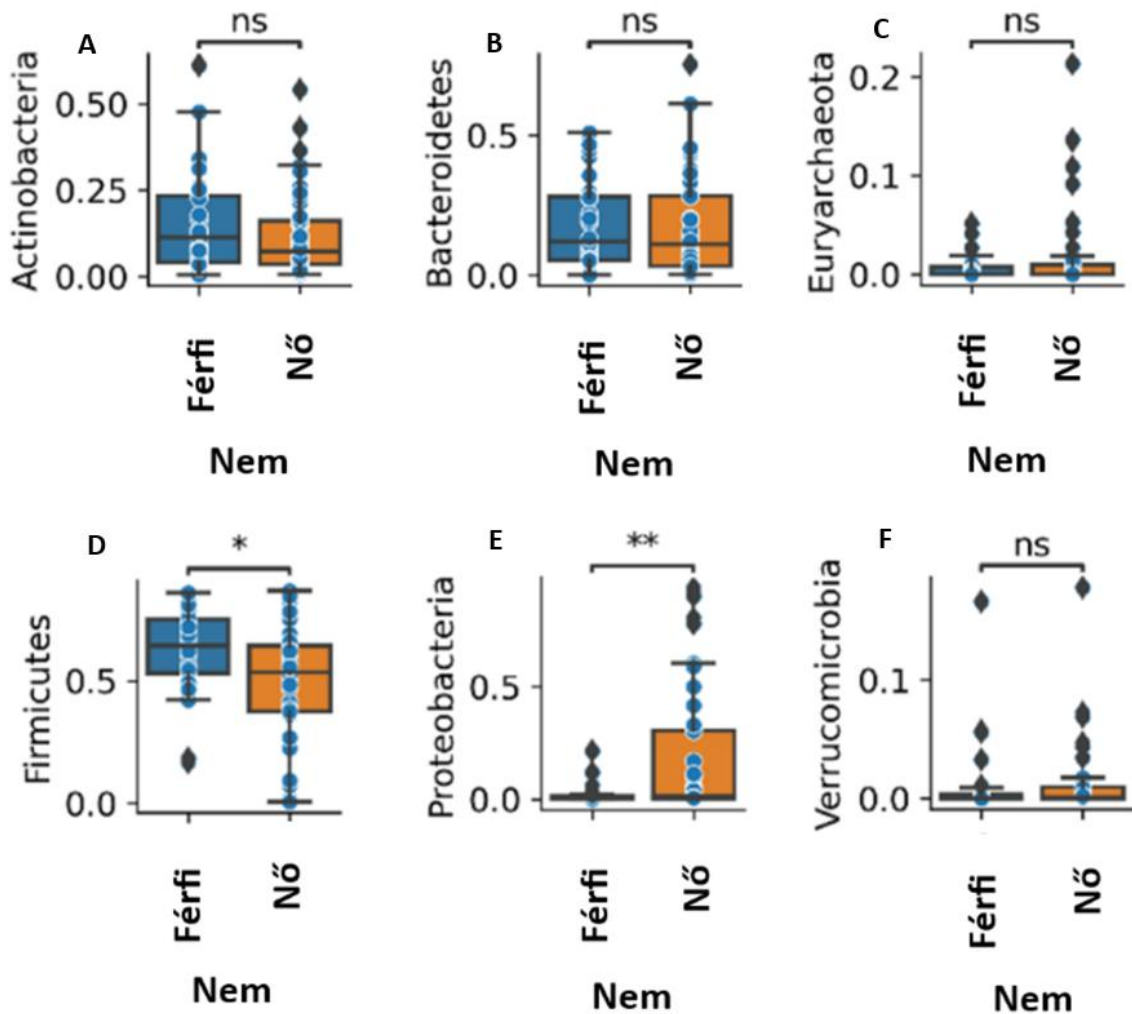 A
ns
Actinobacteria
0.50
0.25
0.00
Férfi
Nő
Nem
B
ns
Bacteroidetes
0.5
0.0
Férfi
Nő
Nem
C
ns
Euryarchaeota
0.2
0.1
0.0
Férfi
Nő
Nem
D
*
Firmicutes
0.5
0.0
Férfi
Nő
Nem
E
**
Proteobacteria
0.5
0.0
Férfi
Nő
Nem
F
ns
Verrucomicrobia
0.1
0.0
Férfi
Nő
Nem